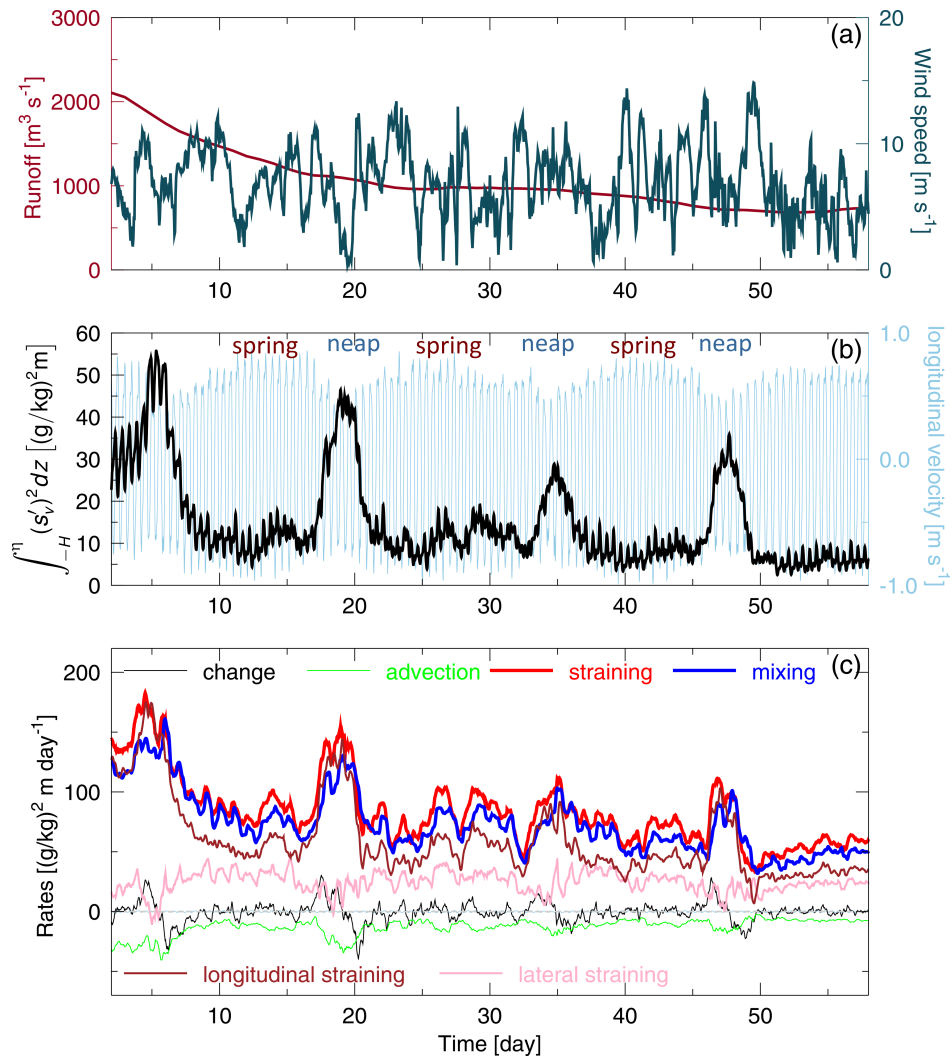 3000
2000
1000
0
Runoff [m³ s⁻¹]
20
10
0
Wind speed [m s⁻¹]
(a)
10 20 30 40 50
60
50
40
30
20
10
0
∫_{-H}^{η} (s′ᵥ)² dz [(g/kg)²m]
spring neap spring neap spring neap
(b)
1.0
0.0
-1.0
longitudinal velocity [m s⁻¹]
10 20 30 40 50
200
100
0
Rates [(g/kg)² m day⁻¹]
change advection straining mixing
(c)
longitudinal straining lateral straining
10 20 30 40 50
Time [day]